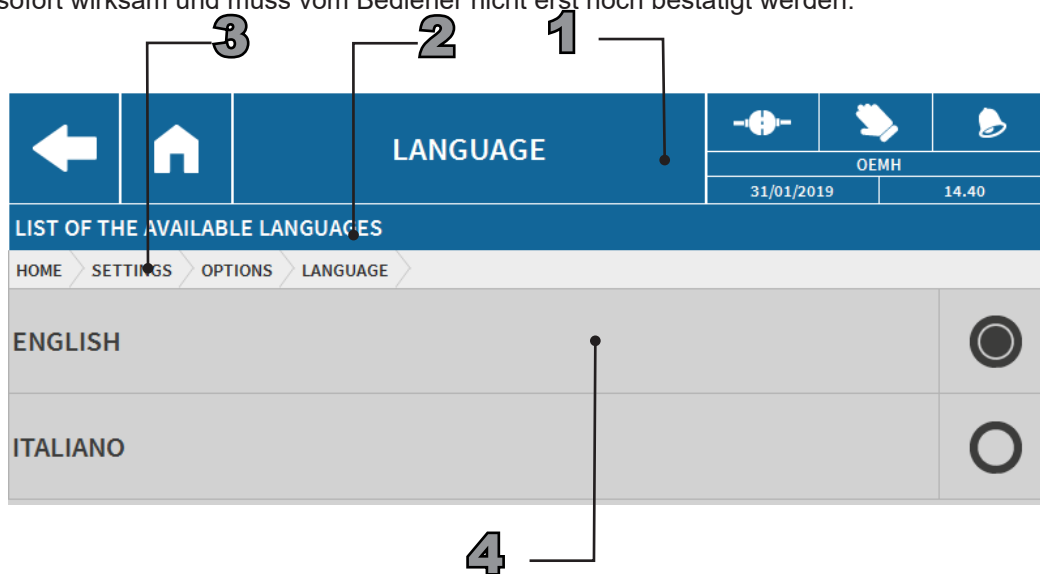 sofort wirksam und muss vom Bediener nicht erst noch bestätigt werden.
3 2 1
LANGUAGE
OEMH
31/01/2019 14.40
LIST OF THE AVAILABLE LANGUAGES
HOME SETTINGS OPTIONS LANGUAGE
ENGLISH
ITALIANO
4